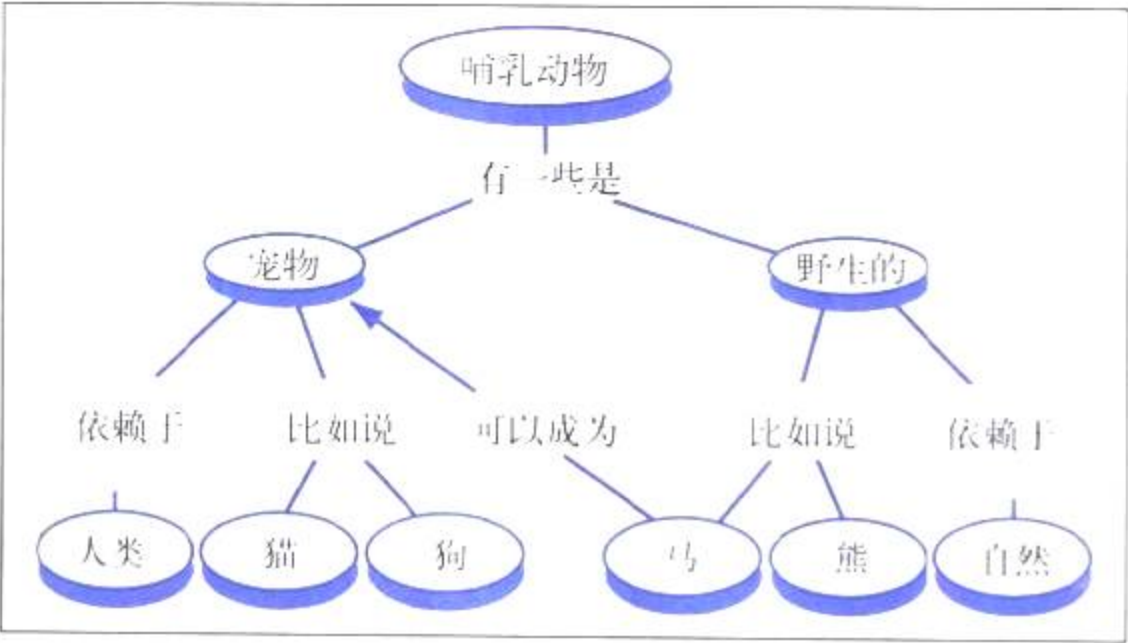 哺乳动物
有一些是
宠物
野生的
依赖于
比如说
可以成为
比如说
依赖于
人类
猫
狗
马
熊
自然